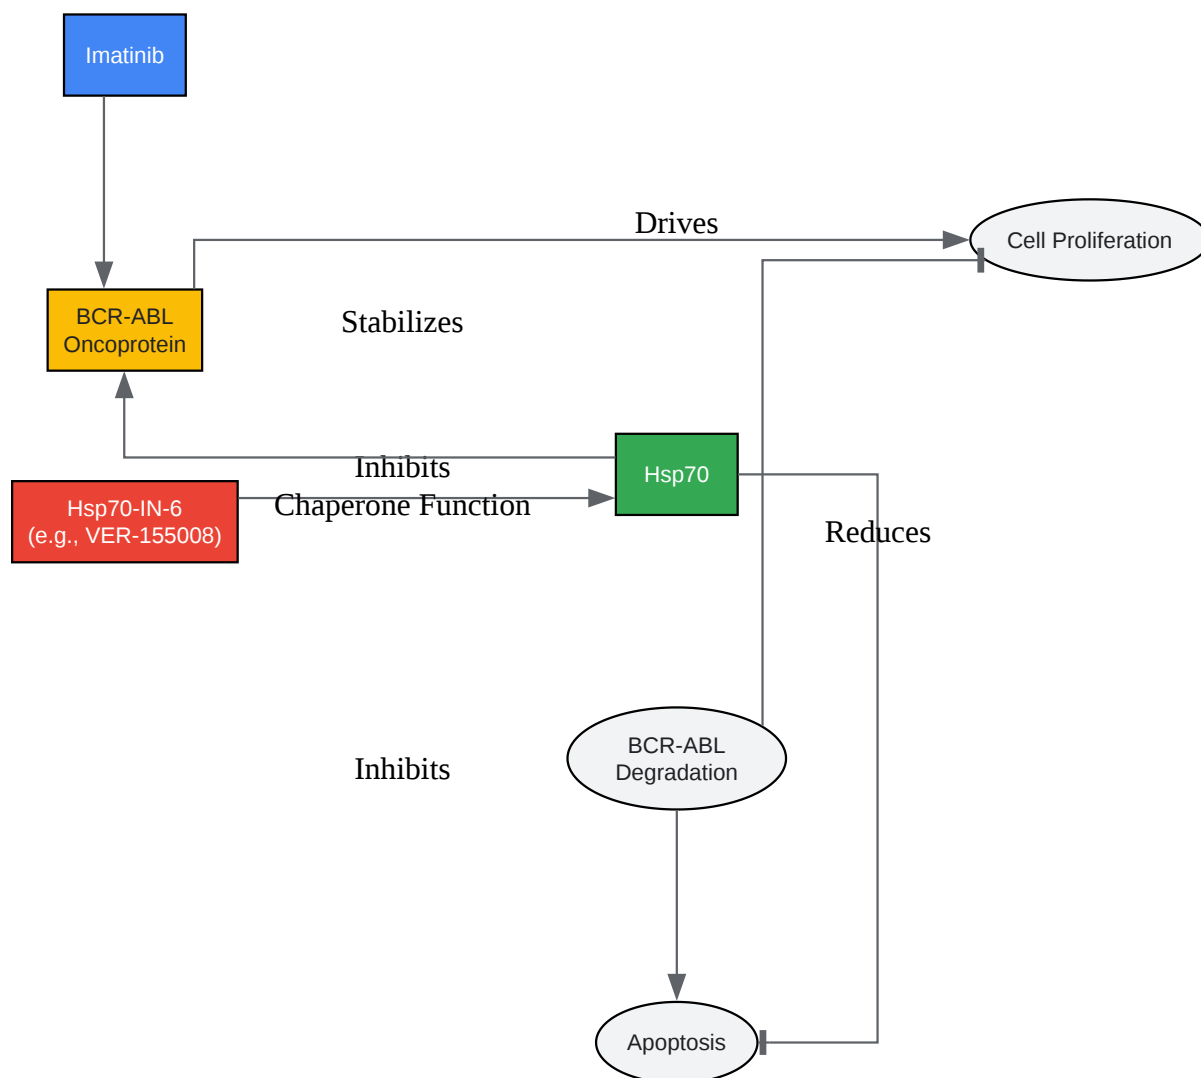 Imatinib
Drives
Cell Proliferation
BCR-ABL
Oncoprotein
Stabilizes
Inhibits
Chaperone Function
Hsp70
Hsp70-IN-6
(e.g., VER-155008)
Reduces
BCR-ABL
Degradation
Inhibits
Apoptosis